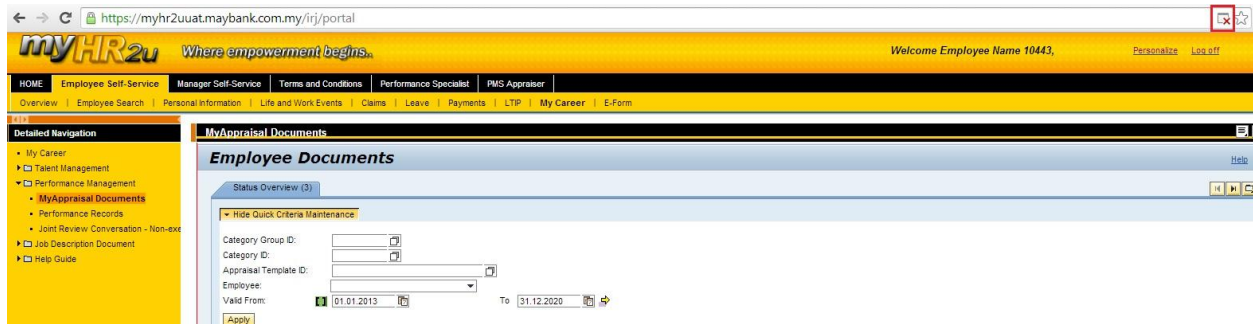 https://myhr2uuat.maybank.com.my/irj/portal
myHR2u Where empowerment begins.. Welcome Employee Name 10443, Personalize Log off
HOME Employee Self-Service Manager Self-Service Terms and Conditions Performance Specialist PMS Appraiser
Overview | Employee Search | Personal Information | Life and Work Events | Claims | Leave | Payments | LTIP | My Career | E-Form
Detailed Navigation
My Career
Talent Management
Performance Management
MyAppraisal Documents
Performance Records
Joint Review Conversation - Non-exe
Job Description Document
Help Guide
MyAppraisal Documents
Employee Documents Help
Status Overview (3)
Hide Quick Criteria Maintenance
Category Group ID:
Category ID:
Appraisal Template ID:
Employee:
Valid From: 01.01.2013 To 31.12.2020
Apply